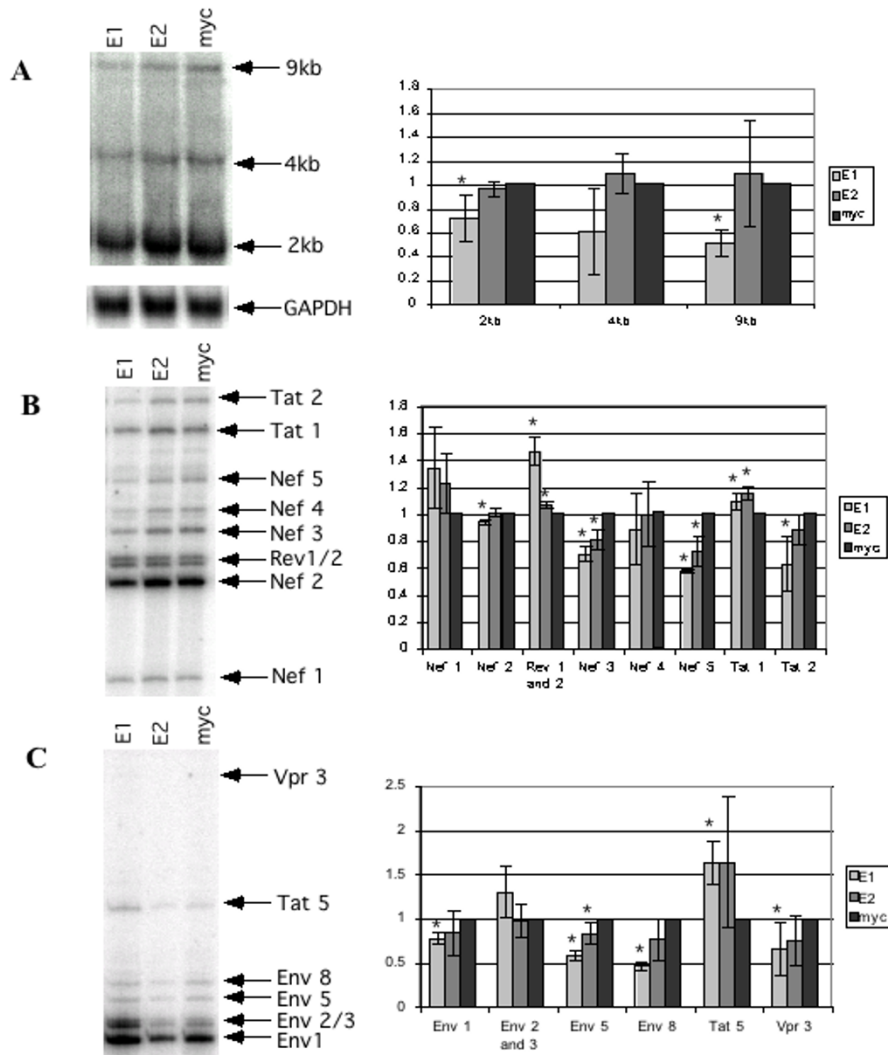 A
E1 E2 myc
9kb
4kb
2kb
GAPDH
1.8
1.6
1.4
1.2
1
0.8
0.6
0.4
0.2
0
* *
2kb 4kb 9kb
E1
E2
myc
B
E1 E2 myc
Tat 2
Tat 1
Nef 5
Nef 4
Nef 3
Rev1/2
Nef 2
Nef 1
1.8
1.6
1.4
1.2
1
0.8
0.6
0.4
0.2
0
* * * * * * * * * *
Nef 1 Nef 2 Rev 1 and 2 Nef 3 Nef 4 Nef 5 Tat 1 Tat 2
E1
E2
myc
C
E1 E2 myc
Vpr 3
Tat 5
Env 8
Env 5
Env 2/3
Env1
2.5
2
1.5
1
0.5
0
* * * * * *
Env 1 Env 2 and 3 Env 5 Env 8 Tat 5 Vpr 3
E1
E2
myc